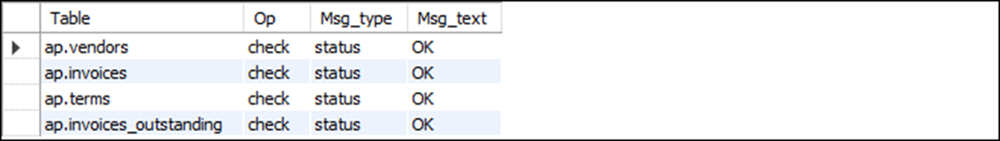 Table Op Msg_type Msg_text
ap.vendors check status OK
ap.invoices check status OK
ap.terms check status OK
ap.invoices_outstanding check status OK